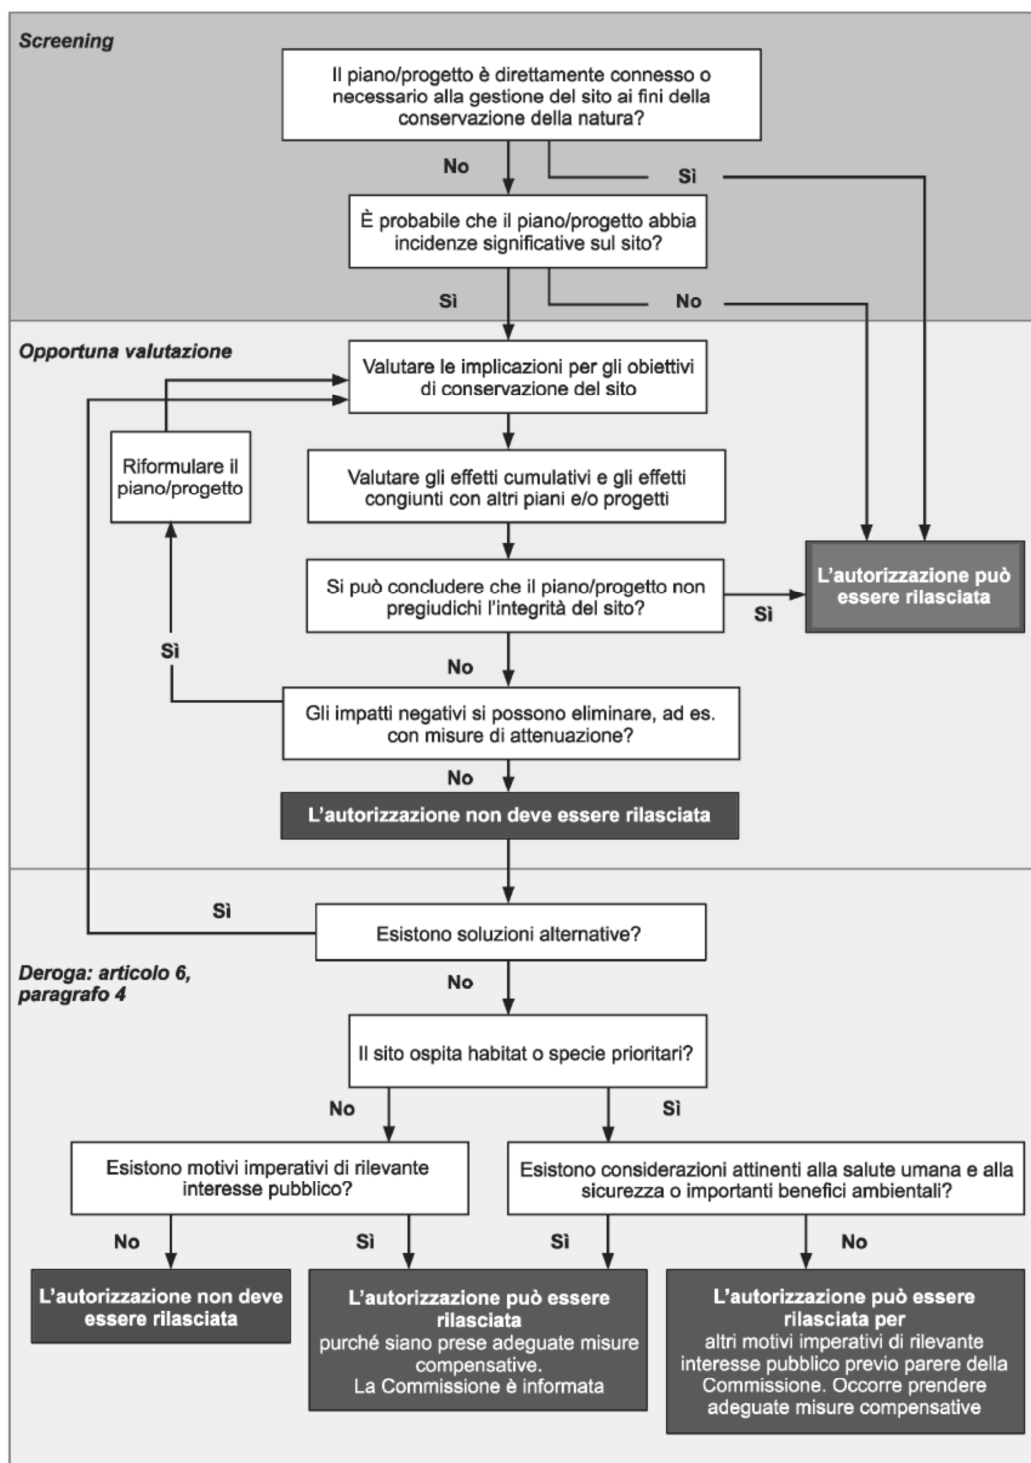 Screening
Il piano/progetto è direttamente connesso o
necessario alla gestione del sito ai fini della
conservazione della natura?
No
Sì
È probabile che il piano/progetto abbia
incidenze significative sul sito?
Sì
No
Opportuna valutazione
Valutare le implicazioni per gli obiettivi
di conservazione del sito
Riformulare il
piano/progetto
Valutare gli effetti cumulativi e gli effetti
congiunti con altri piani e/o progetti
Si può concludere che il piano/progetto non
pregiudichi l'integrità del sito?
Sì
L'autorizzazione può
essere rilasciata
No
Sì
Gli impatti negativi si possono eliminare, ad es.
con misure di attenuazione?
No
L'autorizzazione non deve essere rilasciata
Sì
Esistono soluzioni alternative?
Deroga: articolo 6,
paragrafo 4
No
Il sito ospita habitat o specie prioritari?
No
Sì
Esistono motivi imperativi di rilevante
interesse pubblico?
Esistono considerazioni attinenti alla salute umana e alla
sicurezza o importanti benefici ambientali?
No
Sì
Sì
No
L'autorizzazione non deve
essere rilasciata
L'autorizzazione può essere
rilasciata
purché siano prese adeguate misure
compensative.
La Commissione è informata
L'autorizzazione può essere
rilasciata per
altri motivi imperativi di rilevante
interesse pubblico previo parere della
Commissione. Occorre prendere
adeguate misure compensative